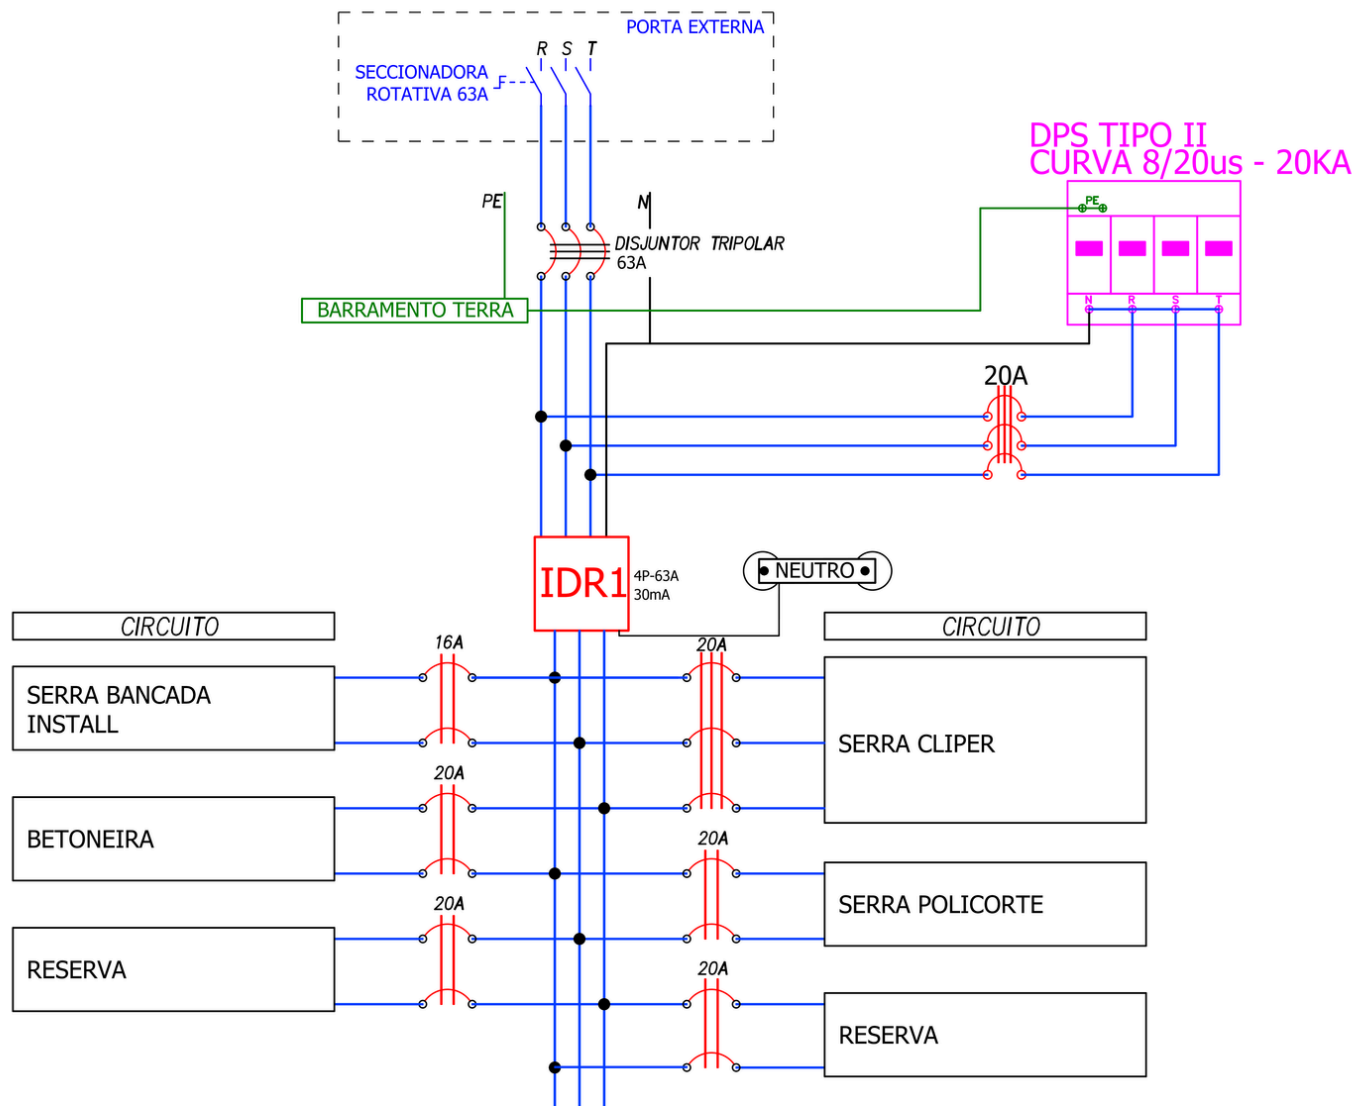 PORTA EXTERNA
R S T
SECCIONADORA
ROTATIVA 63A
DPS TIPO II
CURVA 8/20us - 20KA
PE
N
PE
DISJUNTOR TRIPOLAR
63A
BARRAMENTO TERRA
N R S T
20A
IDR1
4P-63A
30mA
NEUTRO
CIRCUITO
CIRCUITO
16A
20A
SERRA BANCADA
INSTALL
SERRA CLIPER
20A
BETONEIRA
20A
SERRA POLICORTE
20A
RESERVA
20A
RESERVA